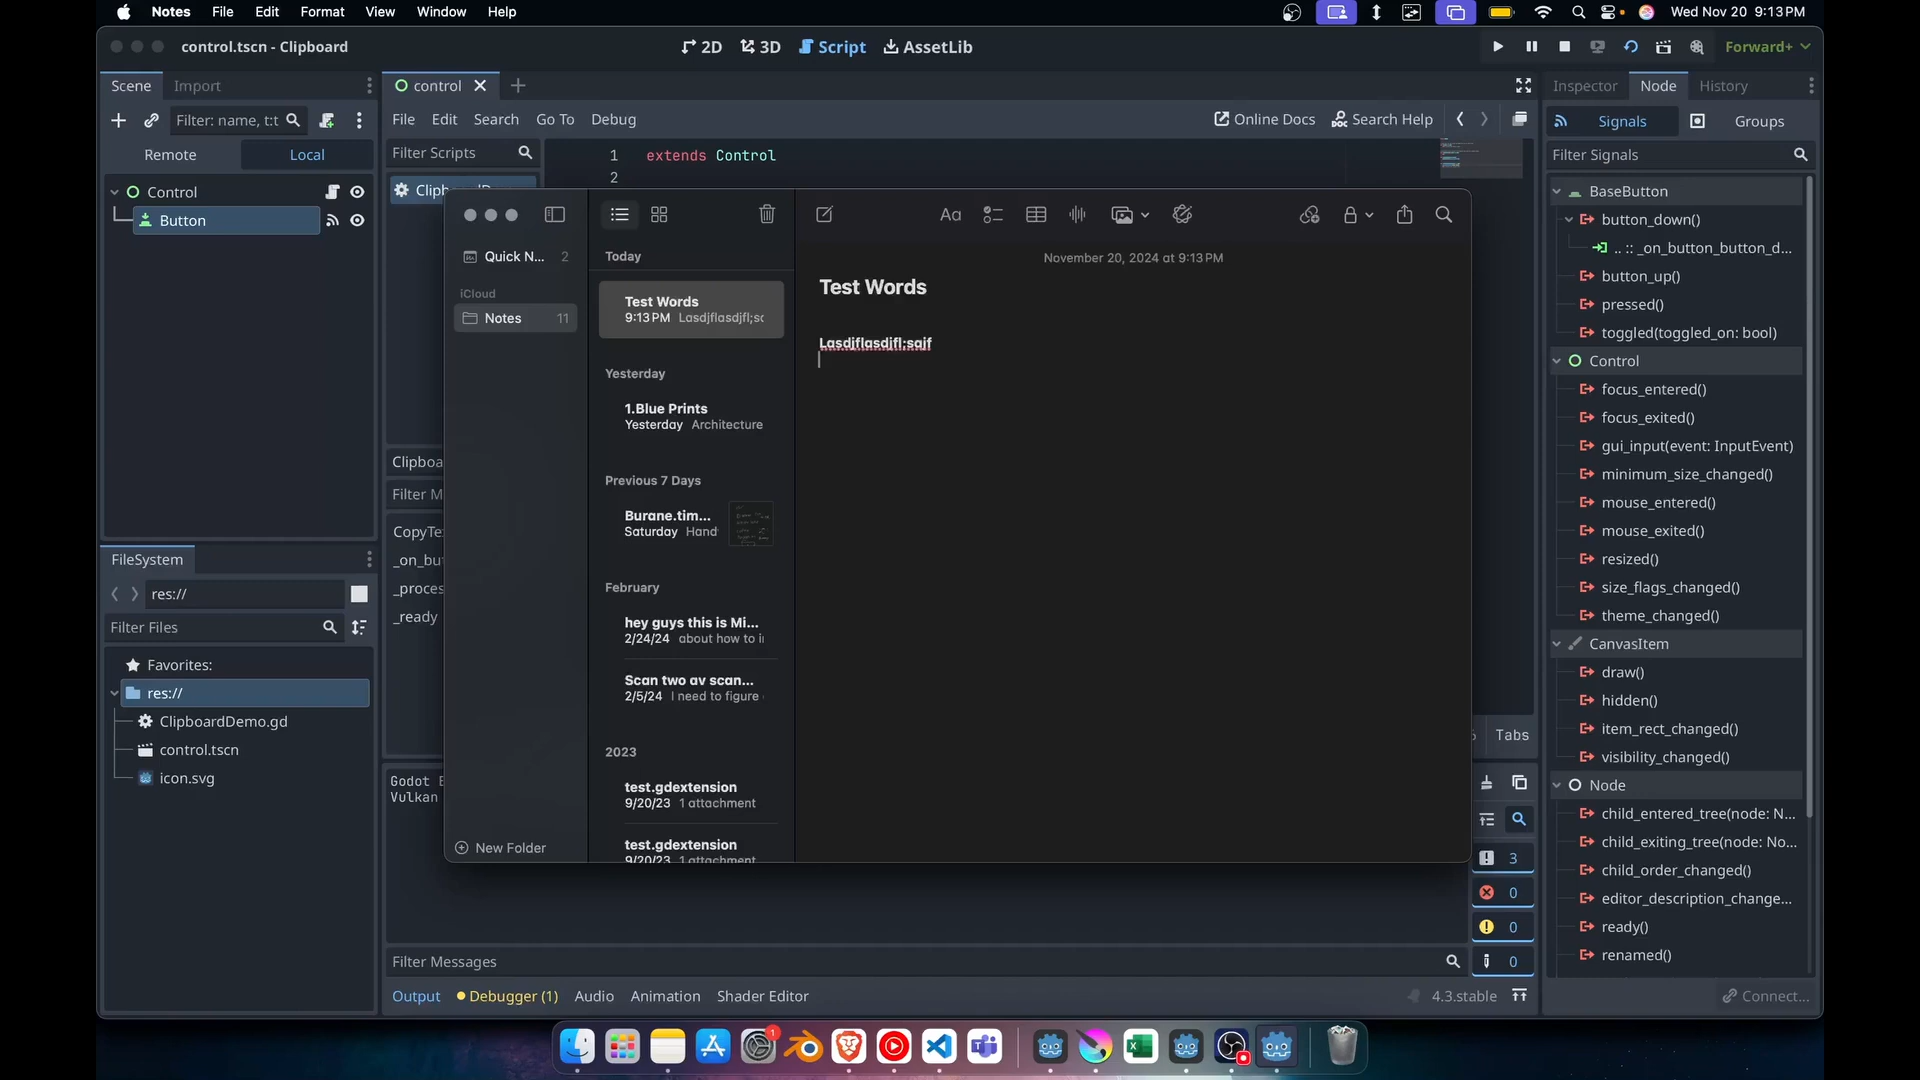 Notes File Edit Format View Window Help Wed Nov 20 9:13 PM
control.tscn - Clipboard 2D 3D Script AssetLib Forward+
Scene Import control Inspector Node History
Filter: name, t:t File Edit Search Go To Debug Online Docs Search Help Signals Groups
Remote Local Filter Scripts 1 extends Control Filter Signals
2
Control
Button
Quick N... 2
iCloud
Notes 11
New Folder
Today
Test Words
9:13 PM Lasdjflasdjfl;sc
Yesterday
1.Blue Prints
Yesterday Architecture
Previous 7 Days
Burane.tim...
Saturday Hand
February
hey guys this is Mi...
2/24/24 about how to i
Scan two av scan...
2/5/24 I need to figure
2023
test.gdextension
9/20/23 1 attachment
test.gdextension
9/20/23 1 attachment
Aa
November 20, 2024 at 9:13 PM
Test Words
Lasdjflasdjfl;sajf
BaseButton
button_down()
.. :: _on_button_button_d...
button_up()
pressed()
toggled(toggled_on: bool)
Control
focus_entered()
focus_exited()
gui_input(event: InputEvent)
minimum_size_changed()
mouse_entered()
mouse_exited()
resized()
size_flags_changed()
theme_changed()
CanvasItem
draw()
hidden()
item_rect_changed()
visibility_changed()
Node
child_entered_tree(node: N...
child_exiting_tree(node: No...
child_order_changed()
editor_description_change...
ready()
renamed()
Connect...
Clipboa
Filter M
CopyTe
_on_bu
_proces
_ready
FileSystem
res://
Filter Files
Favorites:
res://
ClipboardDemo.gd
control.tscn
icon.svg
Tabs
Godot
Vulkan
3
0
0
0
Filter Messages
Output Debugger (1) Audio Animation Shader Editor 4.3.stable
1